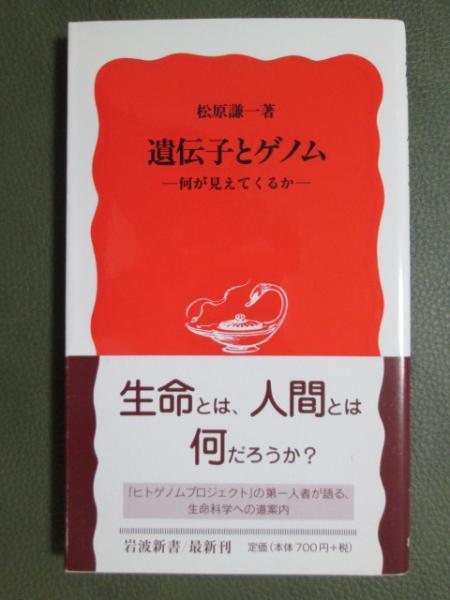 松原謙一著
遺伝子とゲノム
―何が見えてくるか―
生命とは、人間とは
何だろうか?
「ヒトゲノムプロジェクト」の第一人者が語る、
生命科学への道案内
岩波新書/最新刊 定価(本体700円+税)